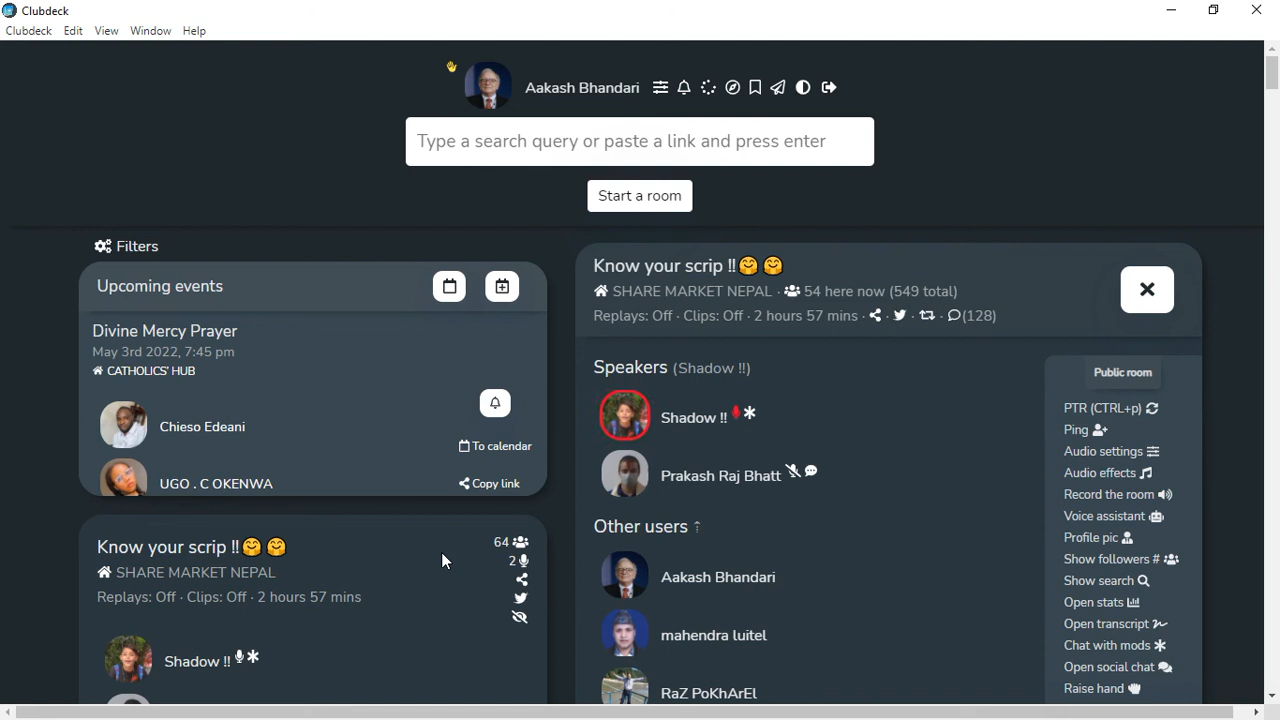 Clubdeck
Clubdeck Edit View Window Help
Aakash Bhandari
Type a search query or paste a link and press enter
Start a room
Filters
Upcoming events
Divine Mercy Prayer
May 3rd 2022, 7:45 pm
CATHOLICS' HUB
Chieso Edeani
To calendar
UGO . C OKENWA
Copy link
Know your scrip !!🤗 🤗
64
2
SHARE MARKET NEPAL
Replays: Off · Clips: Off · 2 hours 57 mins
Shadow !!
Know your scrip !!🤗 🤗
SHARE MARKET NEPAL · 54 here now (549 total)
Replays: Off · Clips: Off · 2 hours 57 mins · · · · (128)
Speakers (Shadow !!)
Shadow !!
Prakash Raj Bhatt
Other users ↑
Aakash Bhandari
mahendra luitel
RaZ PoKhArEl
Public room
PTR (CTRL+p)
Ping
Audio settings
Audio effects
Record the room
Voice assistant
Profile pic
Show followers #
Show search
Open stats
Open transcript
Chat with mods
Open social chat
Raise hand